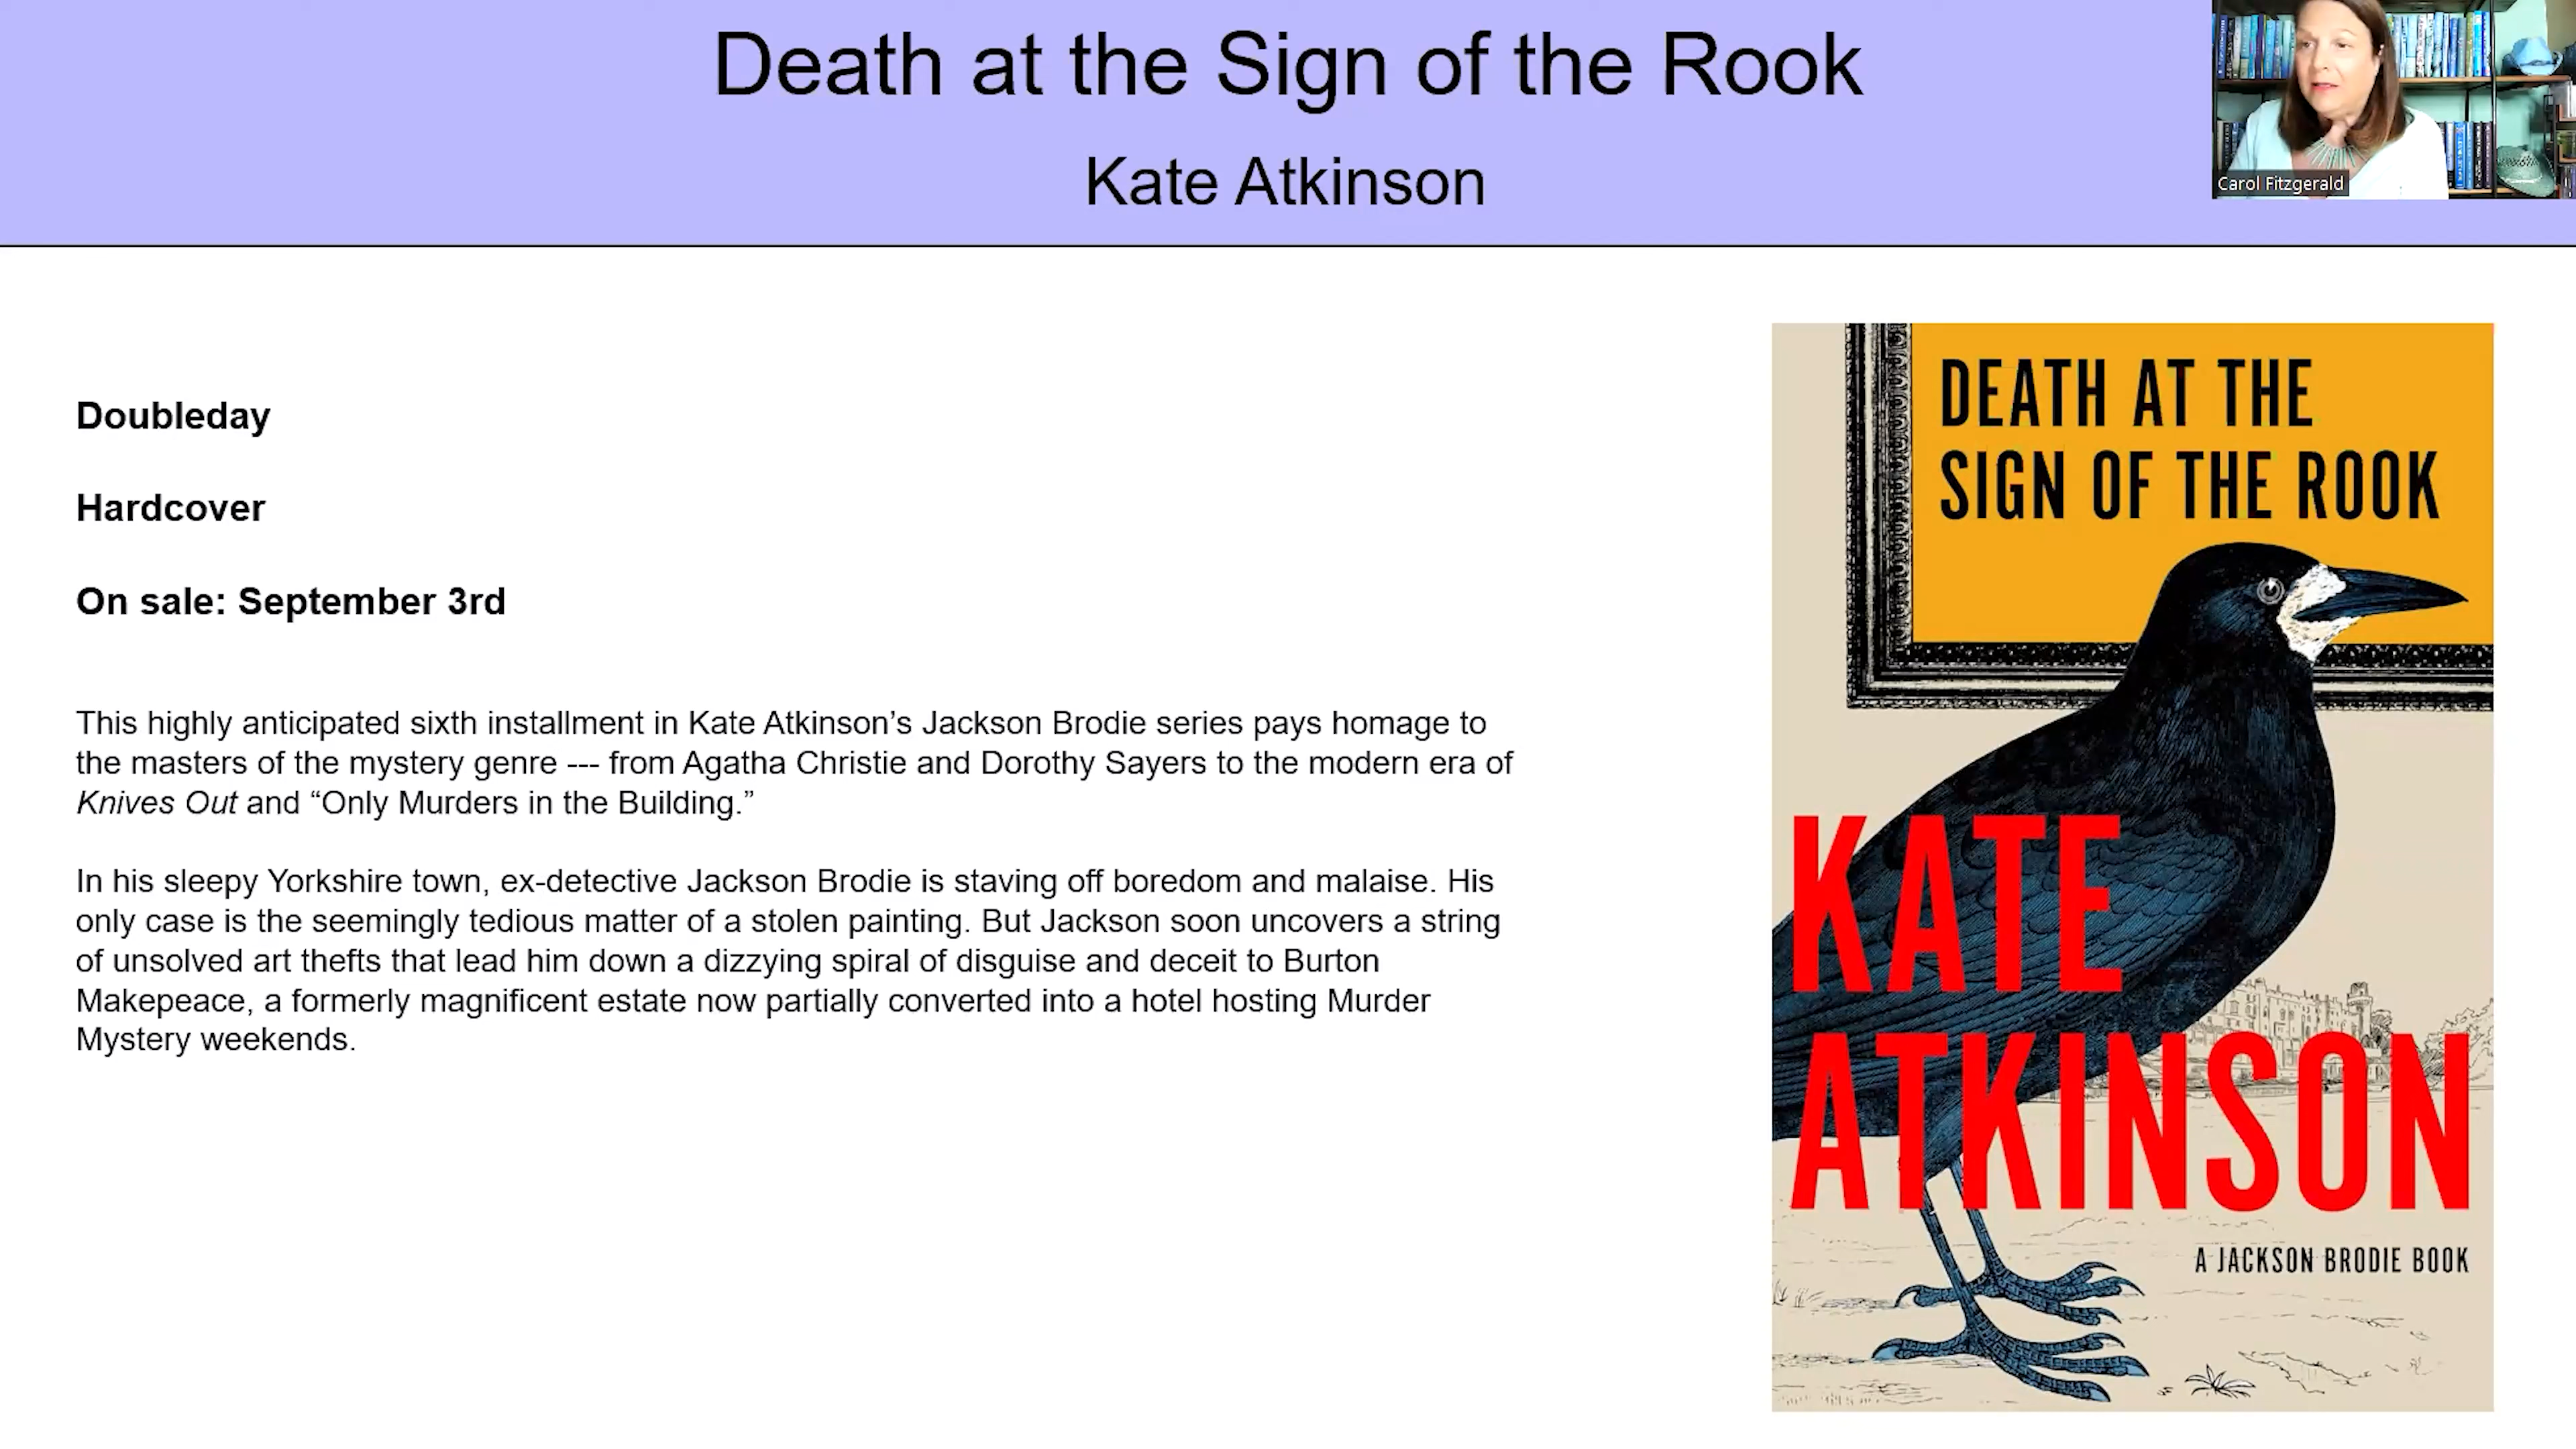 Death at the Sign of the Rook
Kate Atkinson
Carol Fitzgerald
Doubleday
Hardcover
On sale: September 3rd
This highly anticipated sixth installment in Kate Atkinson’s Jackson Brodie series pays homage to
the masters of the mystery genre --- from Agatha Christie and Dorothy Sayers to the modern era of
Knives Out and “Only Murders in the Building.”
In his sleepy Yorkshire town, ex-detective Jackson Brodie is staving off boredom and malaise. His
only case is the seemingly tedious matter of a stolen painting. But Jackson soon uncovers a string
of unsolved art thefts that lead him down a dizzying spiral of disguise and deceit to Burton
Makepeace, a formerly magnificent estate now partially converted into a hotel hosting Murder
Mystery weekends.
DEATH AT THE
SIGN OF THE ROOK
KATE
ATKINSON
A JACKSON BRODIE BOOK